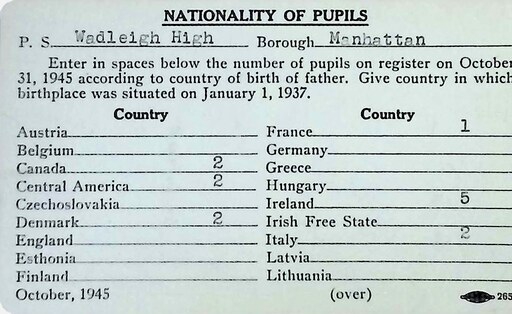 NATIONALITY OF PUPILS
P. S. Wadleigh High Borough Manhattan
Enter in spaces below the number of pupils on register on October
31, 1945 according to country of birth of father. Give country in which
birthplace was situated on January 1, 1937.
Country Country
Austria France 1
Belgium Germany
Canada 2 Greece
Central America 2 Hungary
Czechoslovakia Ireland 5
Denmark 2 Irish Free State
England Italy 2
Esthonia Latvia
Finland Lithuania
October, 1945 (over) 265